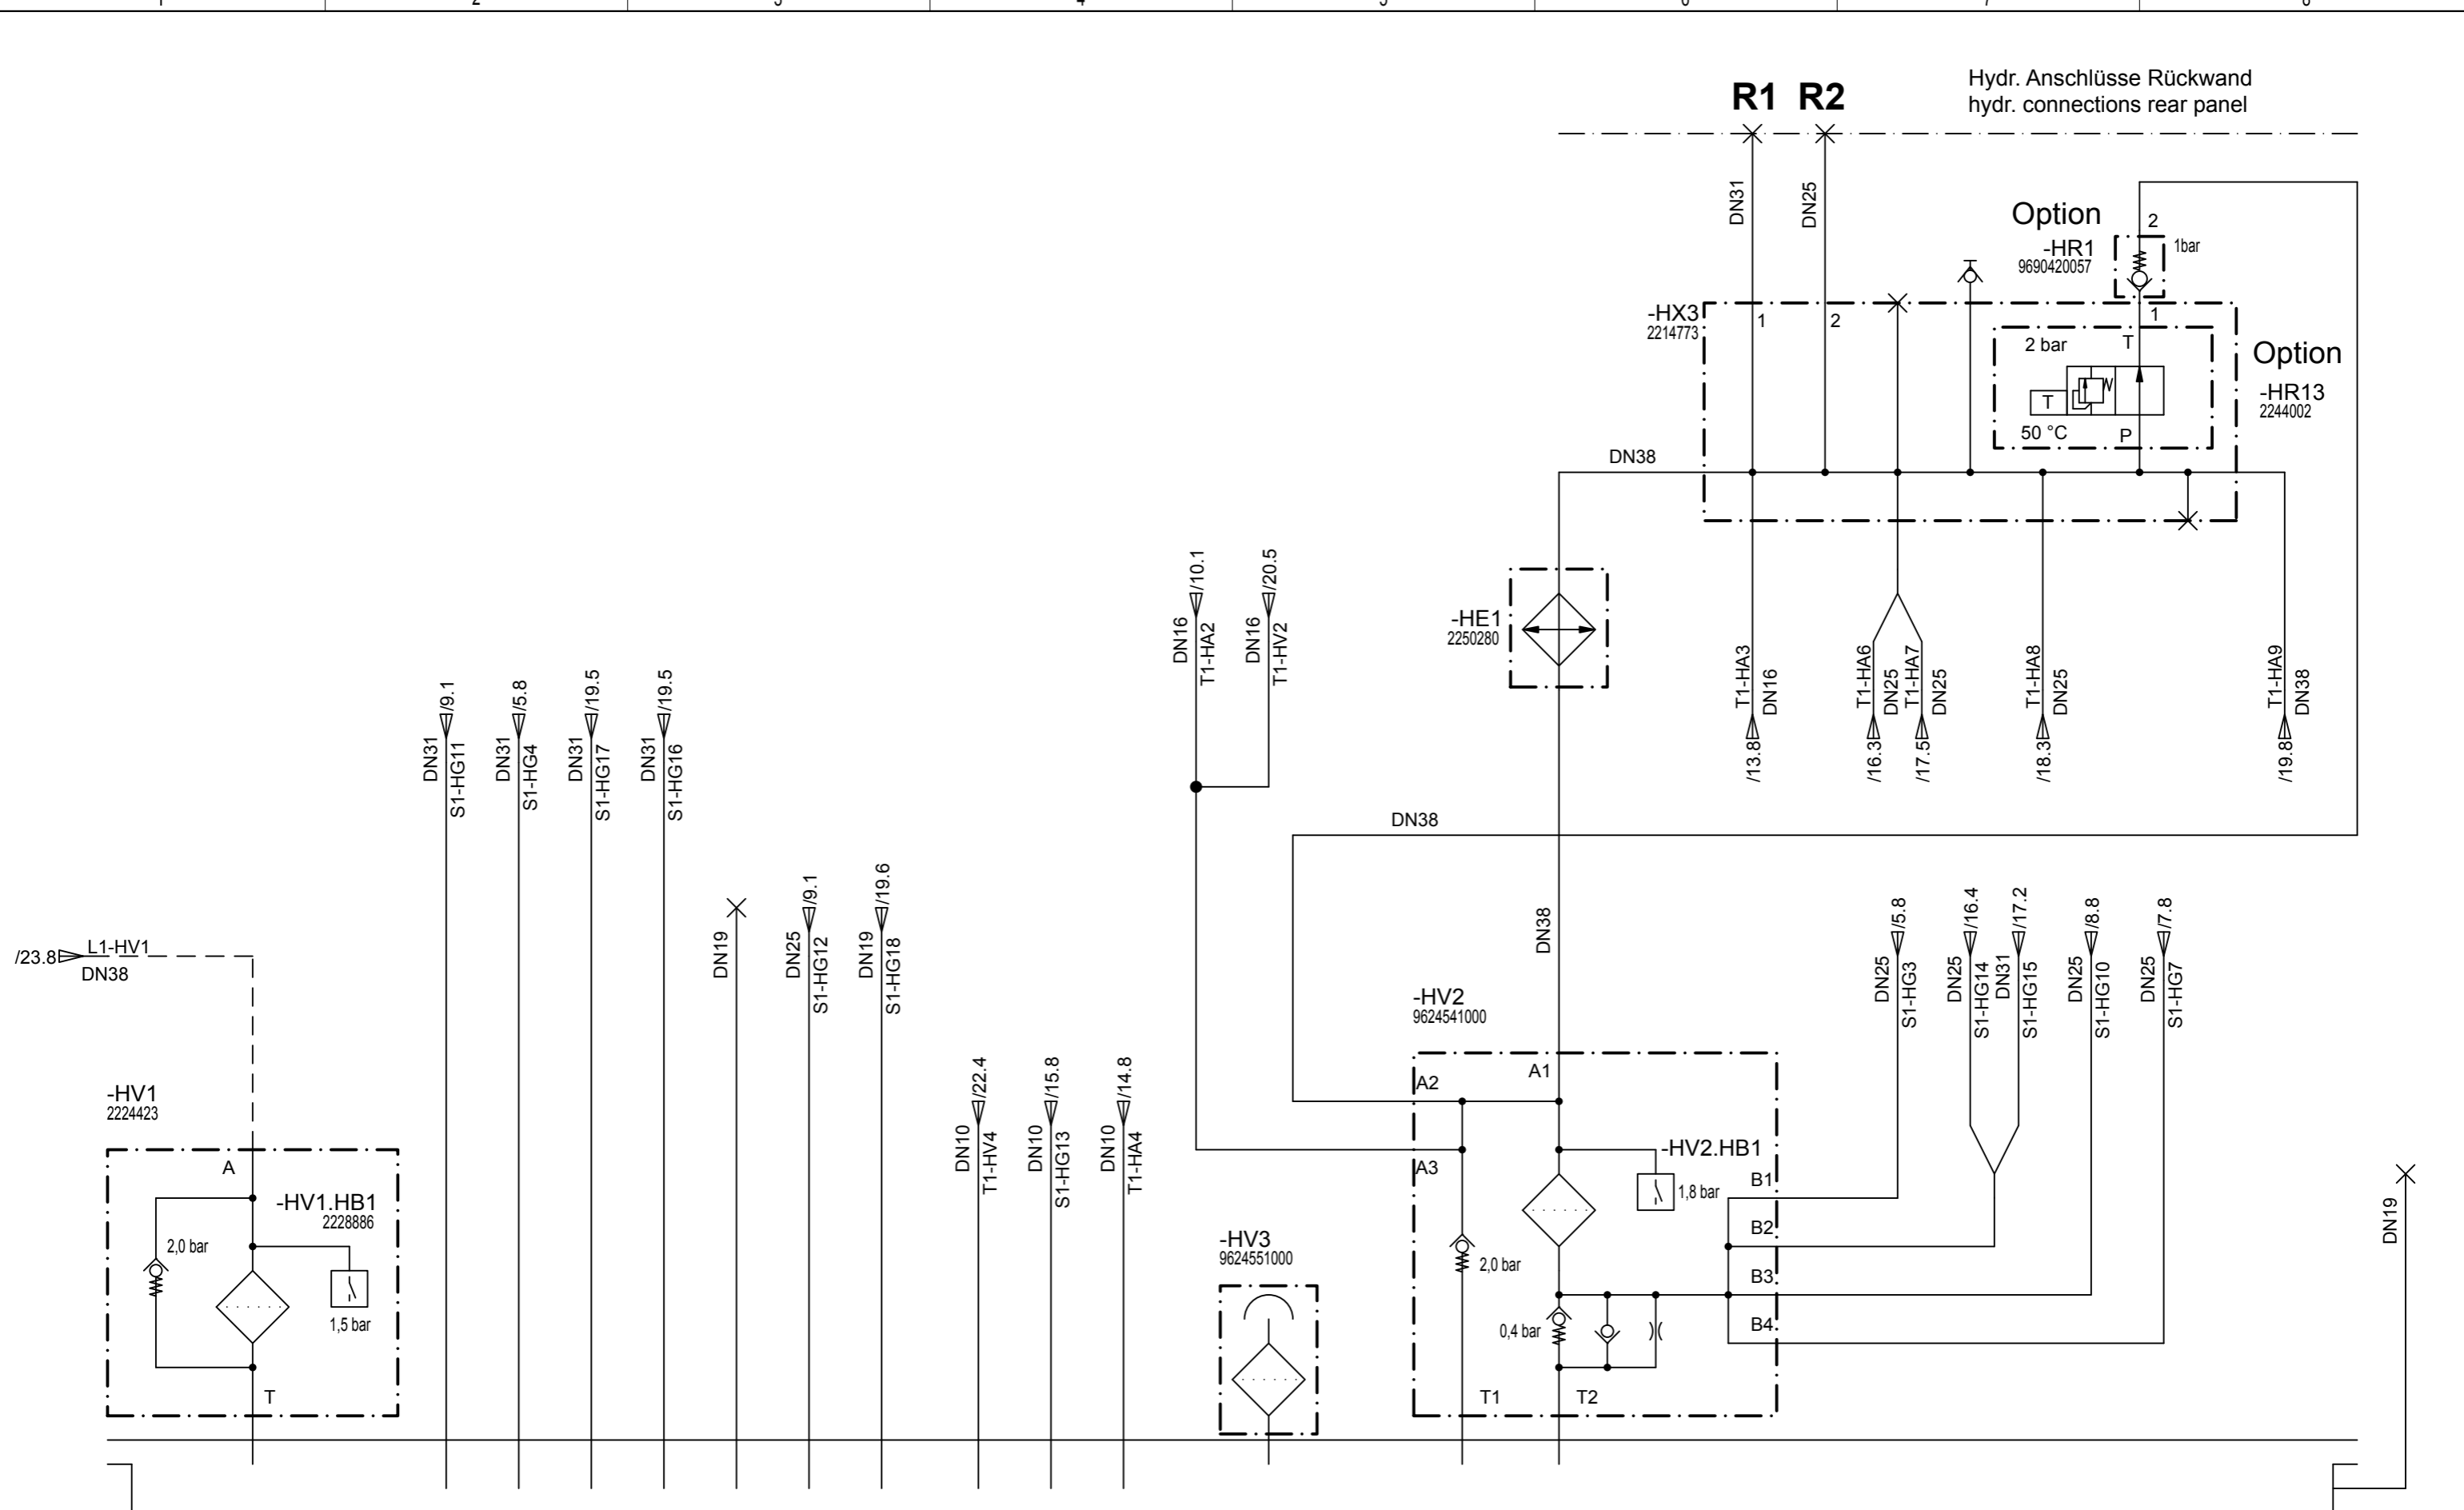 1 2 3 4 5 6 7 8
Hydr. Anschlüsse Rückwand
hydr. connections rear panel
R1 R2
DN31
DN25
Option
-HR1
9690420057
2
1bar
1
-HX3
2214773
1
2
2 bar
T
T
50 °C
P
Option
-HR13
2244002
DN38
/10.1
DN16
T1-HA2
/20.5
DN16
T1-HV2
-HE1
2250280
T1-HA3
DN16
/13.8
T1-HA6
DN25
/16.3
T1-HA7
DN25
/17.5
T1-HA8
DN25
/18.3
T1-HA9
DN38
/19.8
/9.1
DN31
S1-HG11
/5.8
DN31
S1-HG4
/19.5
DN31
S1-HG17
/19.5
DN31
S1-HG16
DN38
DN19
/9.1
DN25
S1-HG12
/19.6
DN19
S1-HG18
DN38
/5.8
DN25
S1-HG3
/16.4
DN25
S1-HG14
/17.2
DN31
S1-HG15
/8.8
DN25
S1-HG10
/7.8
DN25
S1-HG7
/23.8
L1-HV1
DN38
-HV1
2224423
A
-HV1.HB1
2228886
2,0 bar
1,5 bar
T
/22.4
DN10
T1-HV4
/15.8
DN10
S1-HG13
/14.8
DN10
T1-HA4
-HV3
9624551000
-HV2
9624541000
A1
A2
A3
-HV2.HB1
1,8 bar
B1
B2
B3
B4
2,0 bar
0,4 bar
T1
T2
DN19